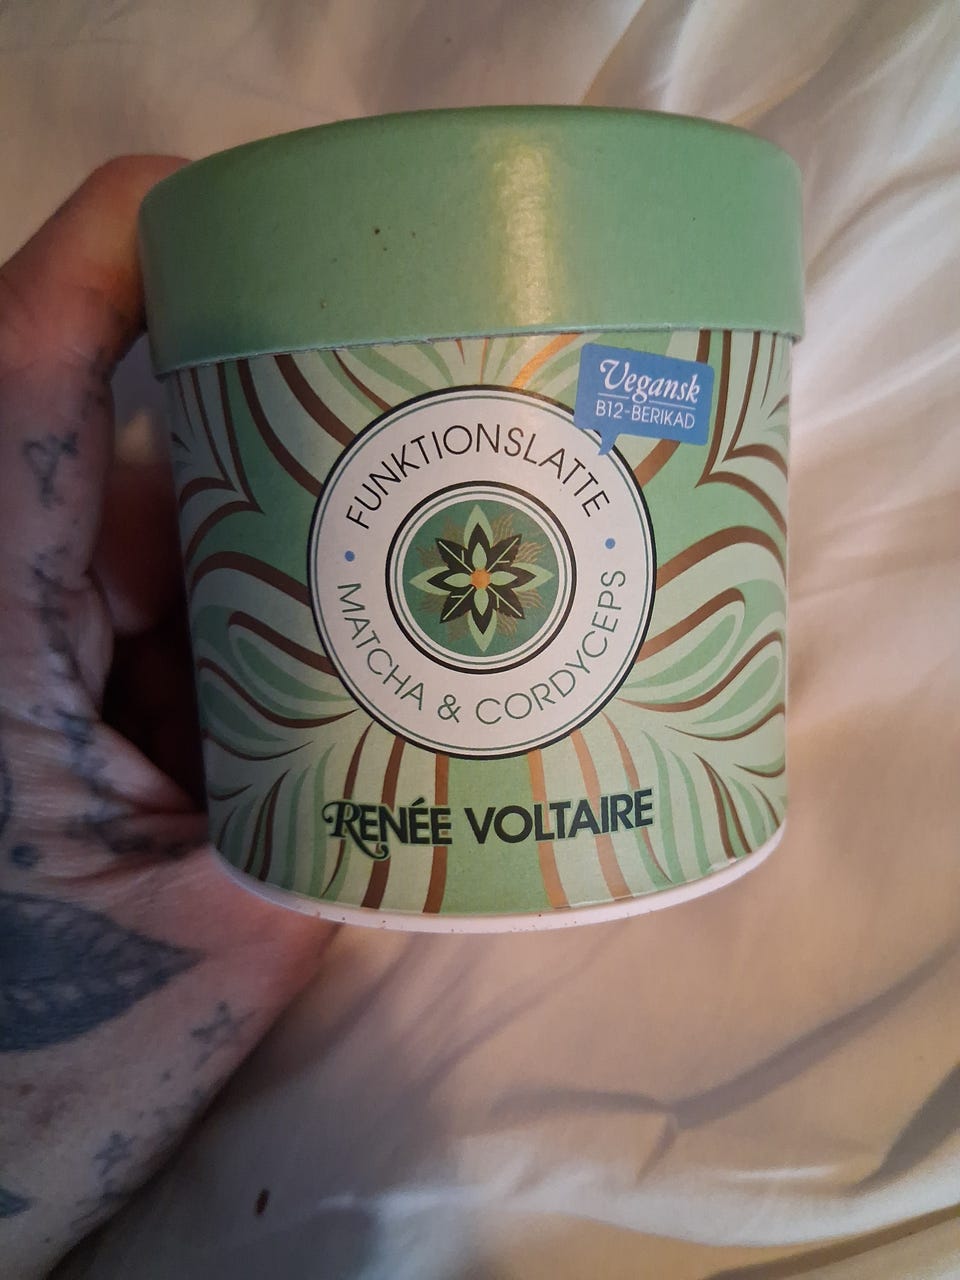 Vegansk
B12-BERIKAD
FUNKTIONSLATTE
MATCHA & CORDYCEPS
RENÉE VOLTAIRE